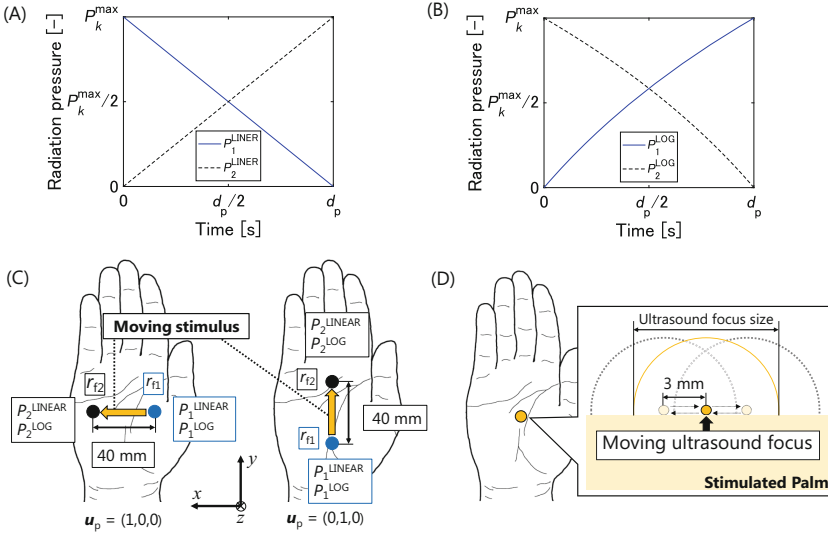 (A)
Radiation pressure [-]
P_k^max
P_k^max/2
0
P_1^LINER
P_2^LINER
0
d_p/2
d_p
Time [s]
(B)
Radiation pressure [-]
P_k^max
P_k^max/2
0
P_1^LOG
P_2^LOG
0
d_p/2
d_p
Time [s]
(C)
Moving stimulus
r_f2
r_f1
P_2^LINEAR
P_2^LOG
P_1^LINEAR
P_1^LOG
40 mm
u_p = (1,0,0)
x
y
z
P_2^LINEAR
P_2^LOG
r_f2
40 mm
r_f1
P_1^LINEAR
P_1^LOG
u_p = (0,1,0)
(D)
Ultrasound focus size
3 mm
Moving ultrasound focus
Stimulated Palm